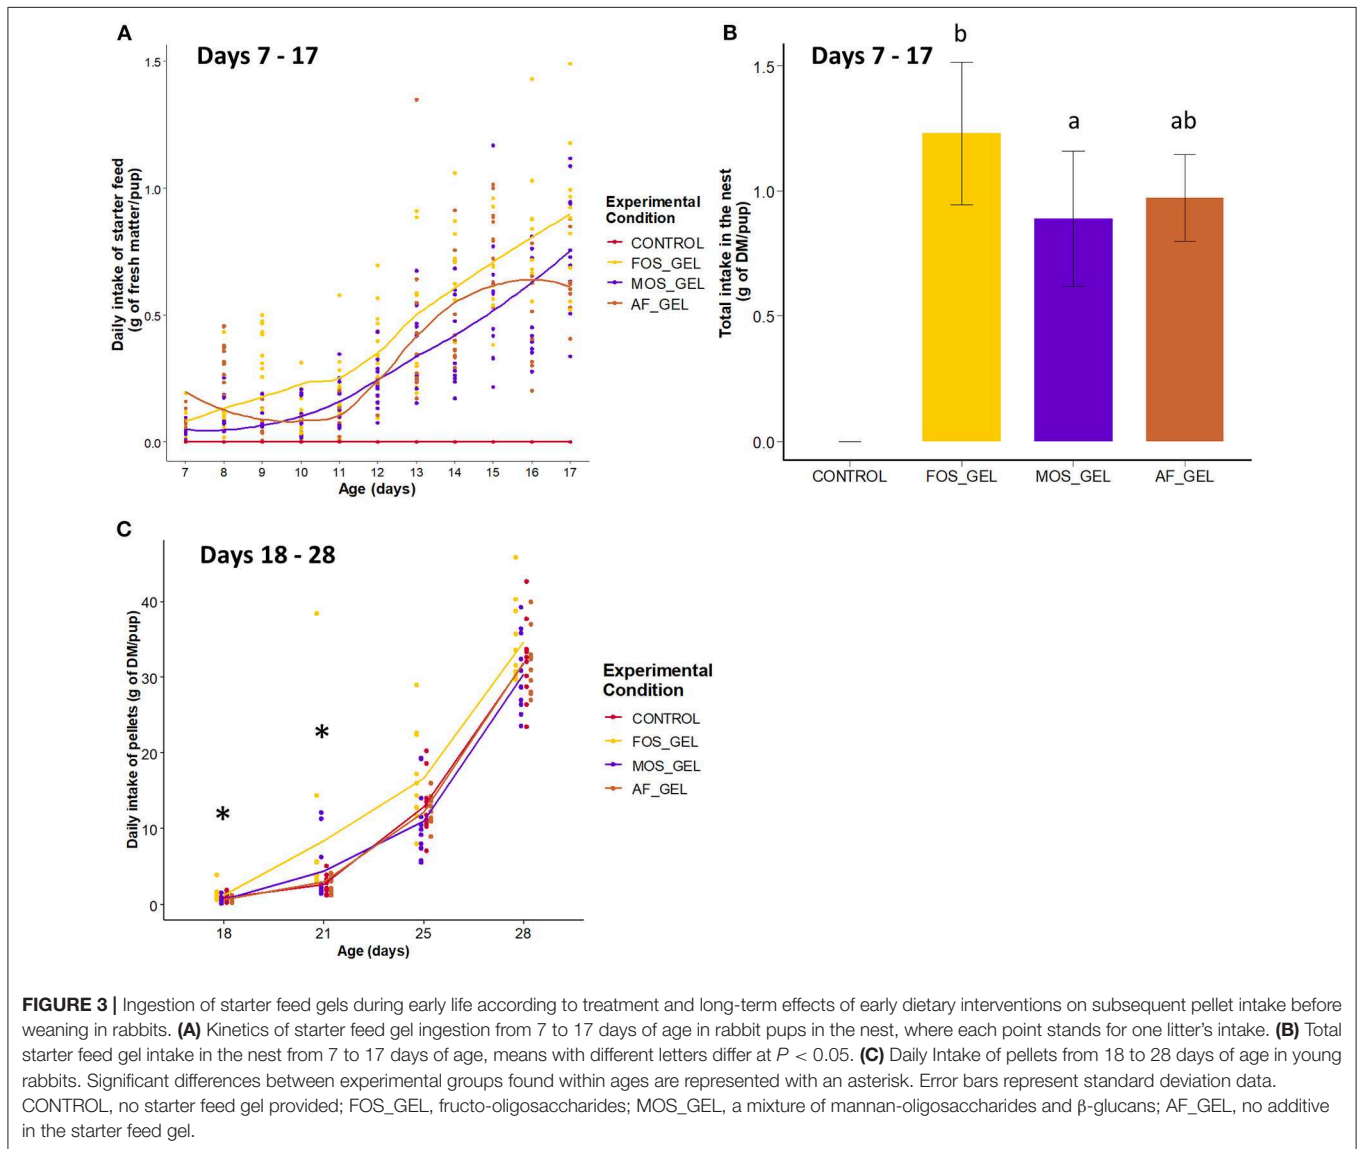 A
Days 7 - 17
1.5
1.0
0.5
0.0
Daily intake of starter feed
(g of fresh matter/pup)
7 8 9 10 11 12 13 14 15 16 17
Age (days)
Experimental
Condition
CONTROL
FOS_GEL
MOS_GEL
AF_GEL
B
Days 7 - 17
b
a
ab
1.5
1.0
0.5
0.0
Total intake in the nest
(g of DM/pup)
CONTROL FOS_GEL MOS_GEL AF_GEL
C
Days 18 - 28
40
30
20
10
0
Daily intake of pellets (g of DM/pup)
*
*
18 21 25 28
Age (days)
Experimental
Condition
CONTROL
FOS_GEL
MOS_GEL
AF_GEL
FIGURE 3 | Ingestion of starter feed gels during early life according to treatment and long-term effects of early dietary interventions on subsequent pellet intake before
weaning in rabbits. (A) Kinetics of starter feed gel ingestion from 7 to 17 days of age in rabbit pups in the nest, where each point stands for one litter's intake. (B) Total
starter feed gel intake in the nest from 7 to 17 days of age, means with different letters differ at P < 0.05. (C) Daily Intake of pellets from 18 to 28 days of age in young
rabbits. Significant differences between experimental groups found within ages are represented with an asterisk. Error bars represent standard deviation data.
CONTROL, no starter feed gel provided; FOS_GEL, fructo-oligosaccharides; MOS_GEL, a mixture of mannan-oligosaccharides and β-glucans; AF_GEL, no additive
in the starter feed gel.